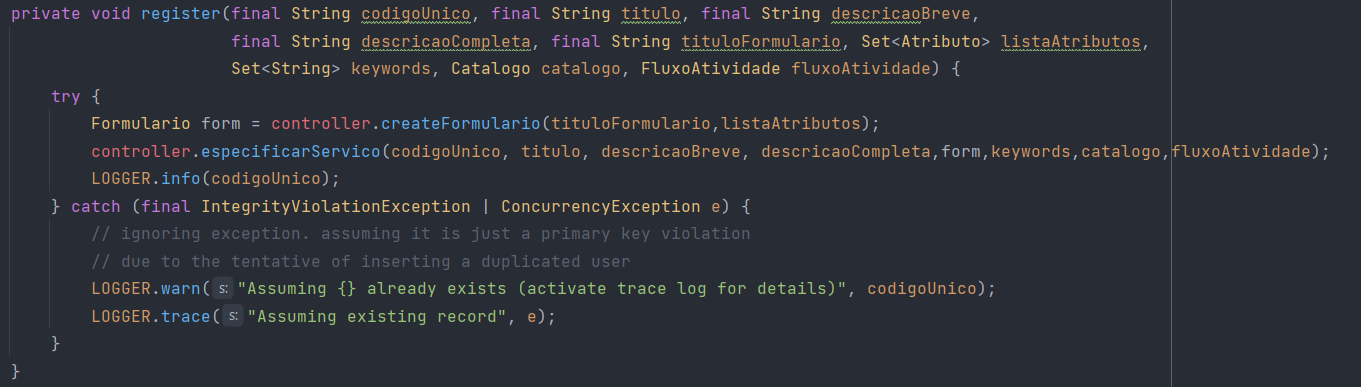 private void register(final String codigoUnico, final String titulo, final String descricaoBreve,
final String descricaoCompleta, final String tituloFormulario, Set<Atributo> listaAtributos,
Set<String> keywords, Catalogo catalogo, FluxoAtividade fluxoAtividade) {
try {
Formulario form = controller.createFormulario(tituloFormulario,listaAtributos);
controller.especificarServico(codigoUnico, titulo, descricaoBreve, descricaoCompleta,form,keywords,catalogo,fluxoAtividade);
LOGGER.info(codigoUnico);
} catch (final IntegrityViolationException | ConcurrencyException e) {
// ignoring exception. assuming it is just a primary key violation
// due to the tentative of inserting a duplicated user
LOGGER.warn( s: "Assuming {} already exists (activate trace log for details)", codigoUnico);
LOGGER.trace( s: "Assuming existing record", e);
}
}